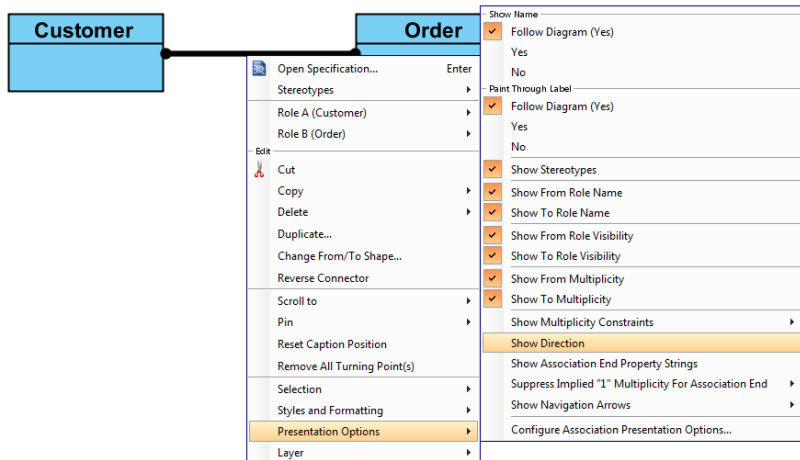 Customer
Order
Open Specification... Enter
Stereotypes
Role A (Customer)
Role B (Order)
Edit
Cut
Copy
Delete
Duplicate...
Change From/To Shape...
Reverse Connector
Scroll to
Pin
Reset Caption Position
Remove All Turning Point(s)
Selection
Styles and Formatting
Presentation Options
Layer
Show Name
Follow Diagram (Yes)
Yes
No
Paint Through Label
Follow Diagram (Yes)
Yes
No
Show Stereotypes
Show From Role Name
Show To Role Name
Show From Role Visibility
Show To Role Visibility
Show From Multiplicity
Show To Multiplicity
Show Multiplicity Constraints
Show Direction
Show Association End Property Strings
Suppress Implied "1" Multiplicity For Association End
Show Navigation Arrows
Configure Association Presentation Options...